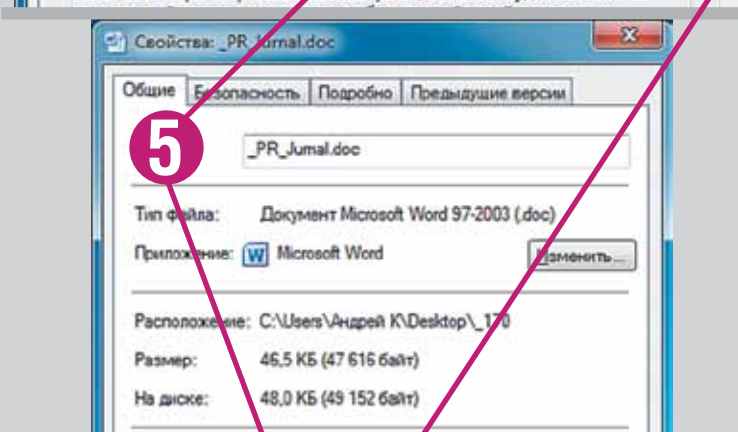 Свойства: _PR_Jurnal.doc
Общие Безопасность Подробно Предыдущие версии
5
_PR_Jurnal.doc
Тип файла: Документ Microsoft Word 97-2003 (.doc)
Приложение: Microsoft Word Изменить...
Расположение: C:\Users\Андрей К\Desktop\_170
Размер: 46,5 КБ (47 616 байт)
На диске: 48,0 КБ (49 152 байт)